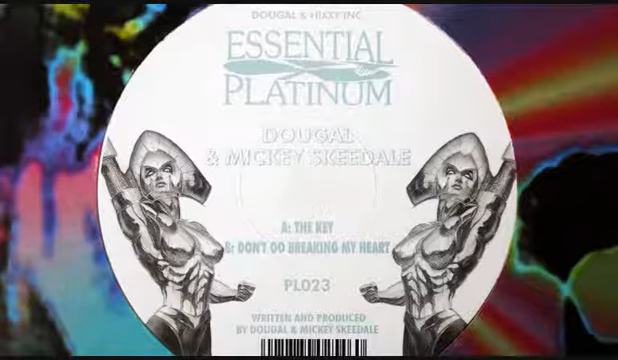 DOUGAL & HIXXY INC.
ESSENTIAL
PLATINUM
DOUGAL
& MICKEY SKEEDALE
A: THE KEY
B: DON'T GO BREAKING MY HEART
PL023
WRITTEN AND PRODUCED
BY DOUGAL & MICKEY SKEEDALE